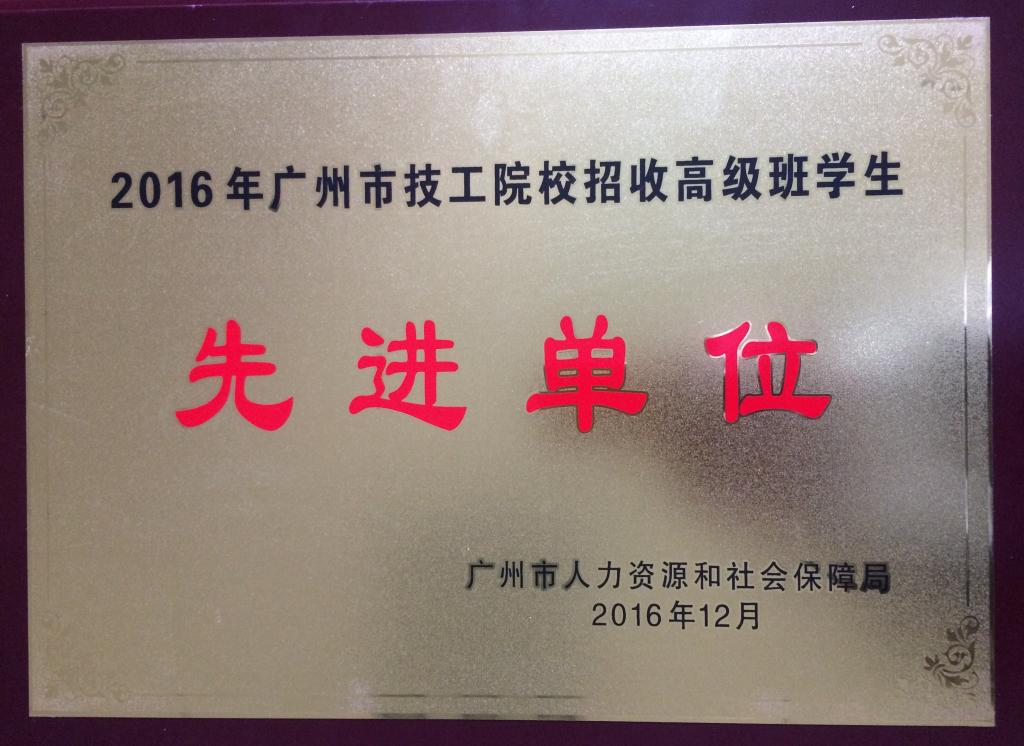 2016年广州市技工院校招收高级班学生
先进单位
广州市人力资源和社会保障局
2016年12月